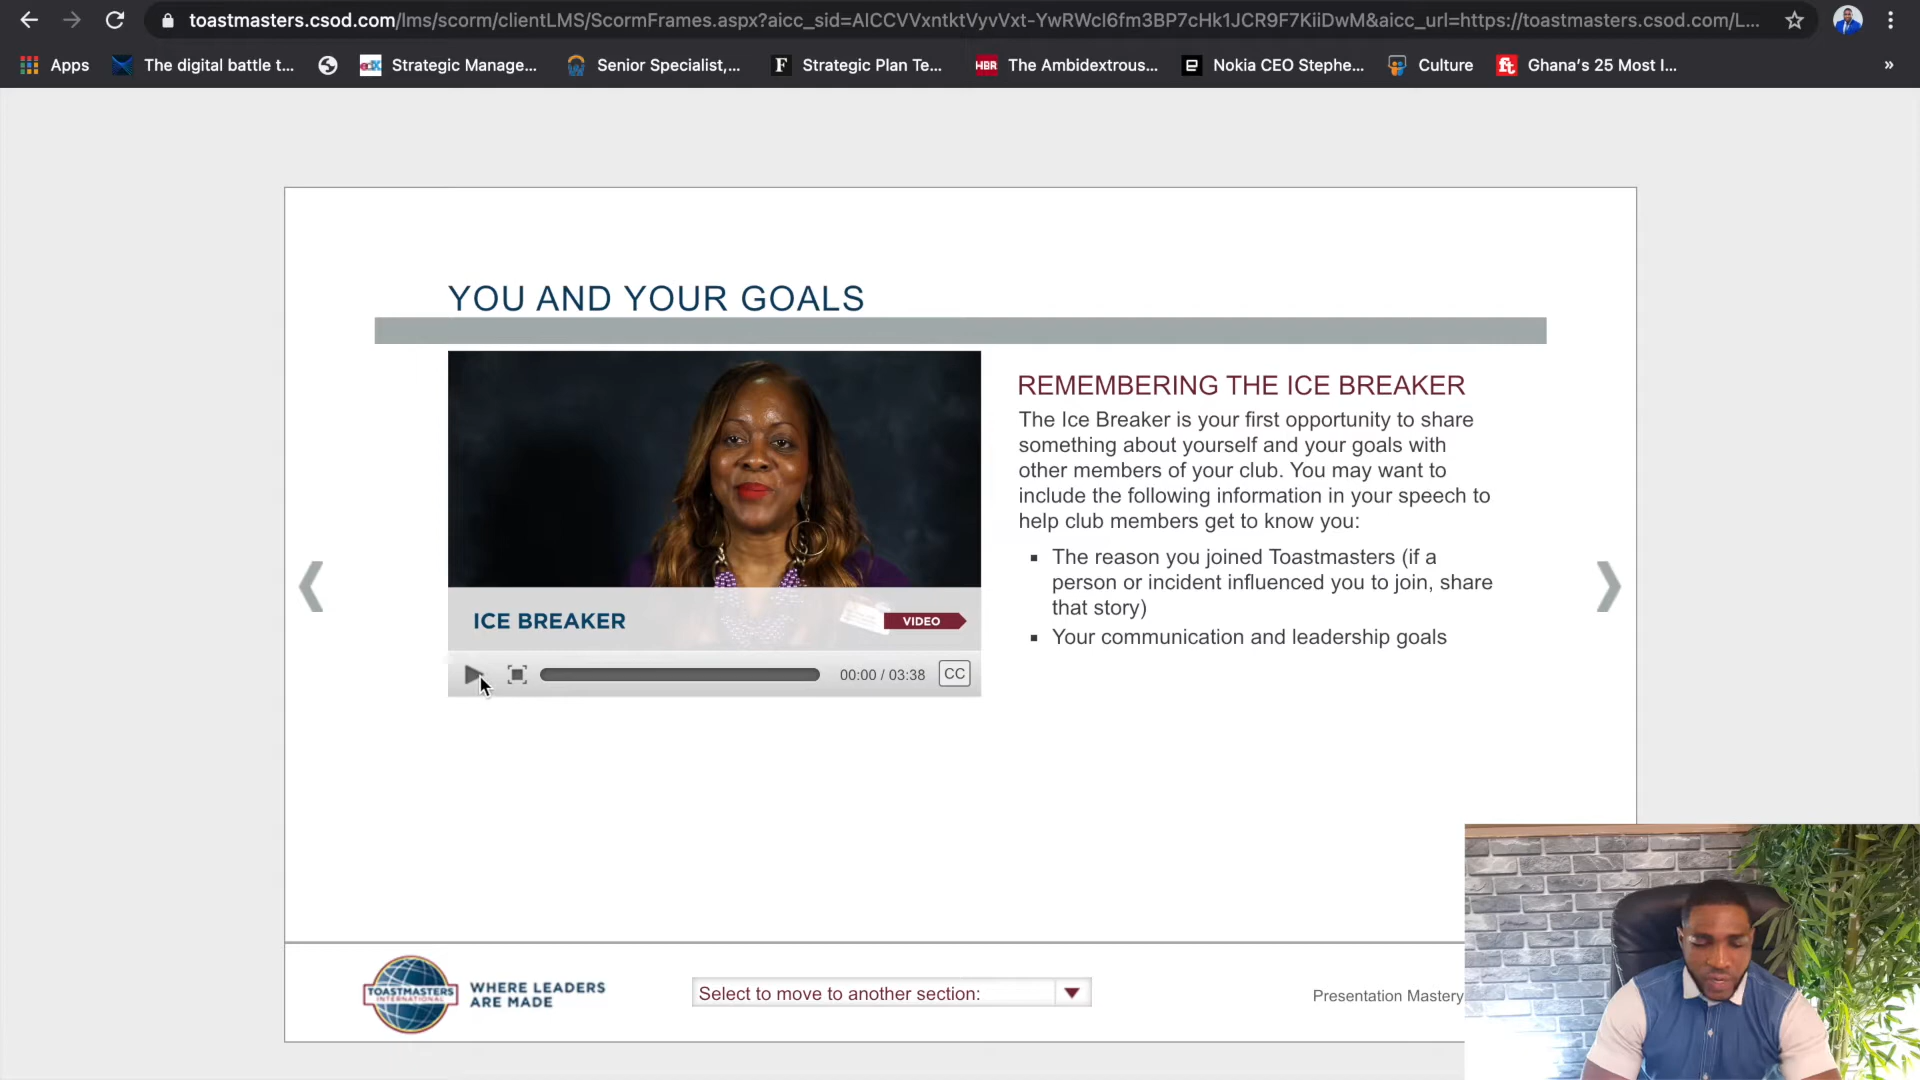 toastmasters.csod.com/lms/scorm/clientLMS/ScormFrames.aspx?aicc_sid=AICCVVxntktVyvVxt-YwRWcl6fm3BP7cHk1JCR9F7KiiDwM&aicc_url=https://toastmasters.csod.com/L...
Apps The digital battle t... edX Strategic Manage... Senior Specialist,... F Strategic Plan Te... HBR The Ambidextrous... e Nokia CEO Stephe... Culture ft Ghana's 25 Most I... »
YOU AND YOUR GOALS
ICE BREAKER VIDEO
00:00 / 03:38 CC
REMEMBERING THE ICE BREAKER
The Ice Breaker is your first opportunity to share
something about yourself and your goals with
other members of your club. You may want to
include the following information in your speech to
help club members get to know you:
▪ The reason you joined Toastmasters (if a
person or incident influenced you to join, share
that story)
▪ Your communication and leadership goals
TOASTMASTERS
INTERNATIONAL
WHERE LEADERS
ARE MADE
Select to move to another section:
Presentation Mastery